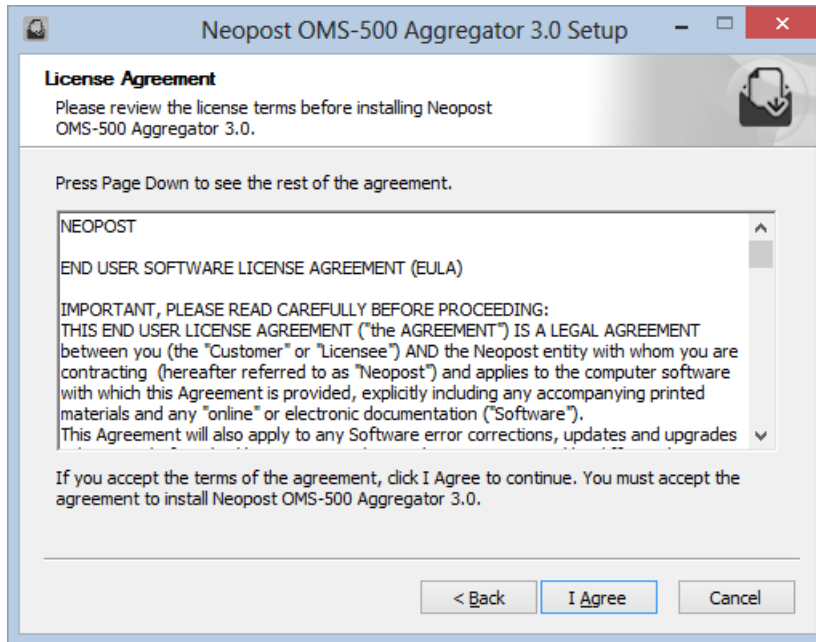 Neopost OMS-500 Aggregator 3.0 Setup
License Agreement
Please review the license terms before installing Neopost
OMS-500 Aggregator 3.0.
Press Page Down to see the rest of the agreement.
NEOPOST
END USER SOFTWARE LICENSE AGREEMENT (EULA)
IMPORTANT, PLEASE READ CAREFULLY BEFORE PROCEEDING:
THIS END USER LICENSE AGREEMENT ("the AGREEMENT") IS A LEGAL AGREEMENT
between you (the "Customer" or "Licensee") AND the Neopost entity with whom you are
contracting (hereafter referred to as "Neopost") and applies to the computer software
with which this Agreement is provided, explicitly including any accompanying printed
materials and any "online" or electronic documentation ("Software").
This Agreement will also apply to any Software error corrections, updates and upgrades
If you accept the terms of the agreement, click I Agree to continue. You must accept the
agreement to install Neopost OMS-500 Aggregator 3.0.
< Back
I Agree
Cancel